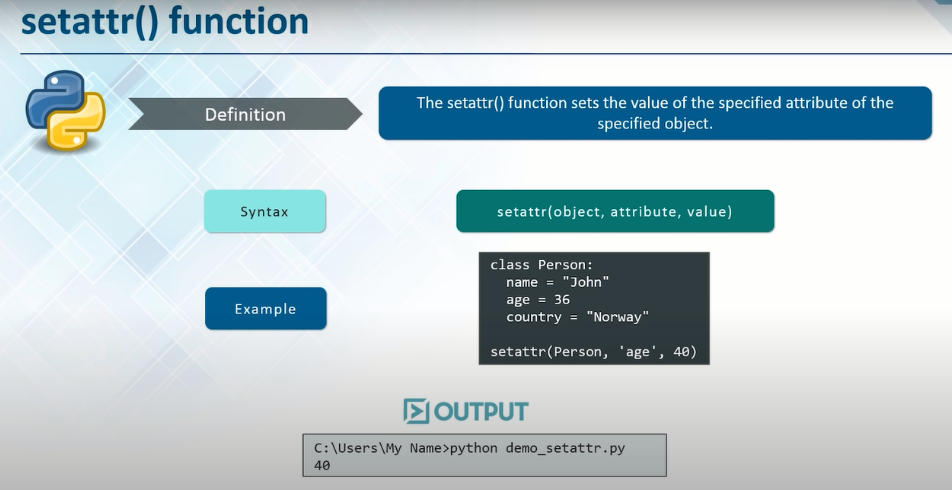 setattr() function
Definition
The setattr() function sets the value of the specified attribute of the
specified object.
Syntax
setattr(object, attribute, value)
Example
class Person:
  name = "John"
  age = 36
  country = "Norway"

setattr(Person, 'age', 40)
OUTPUT
C:\Users\My Name>python demo_setattr.py
40